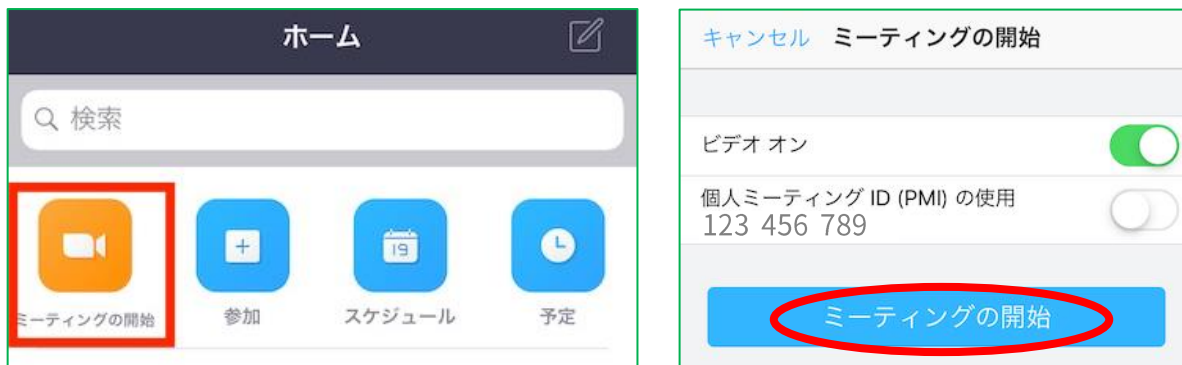 ホーム
検索
19
ミーティングの開始
参加
スケジュール
予定
キャンセル ミーティングの開始
ビデオ オン
個人ミーティング ID (PMI) の使用
123 456 789
ミーティングの開始